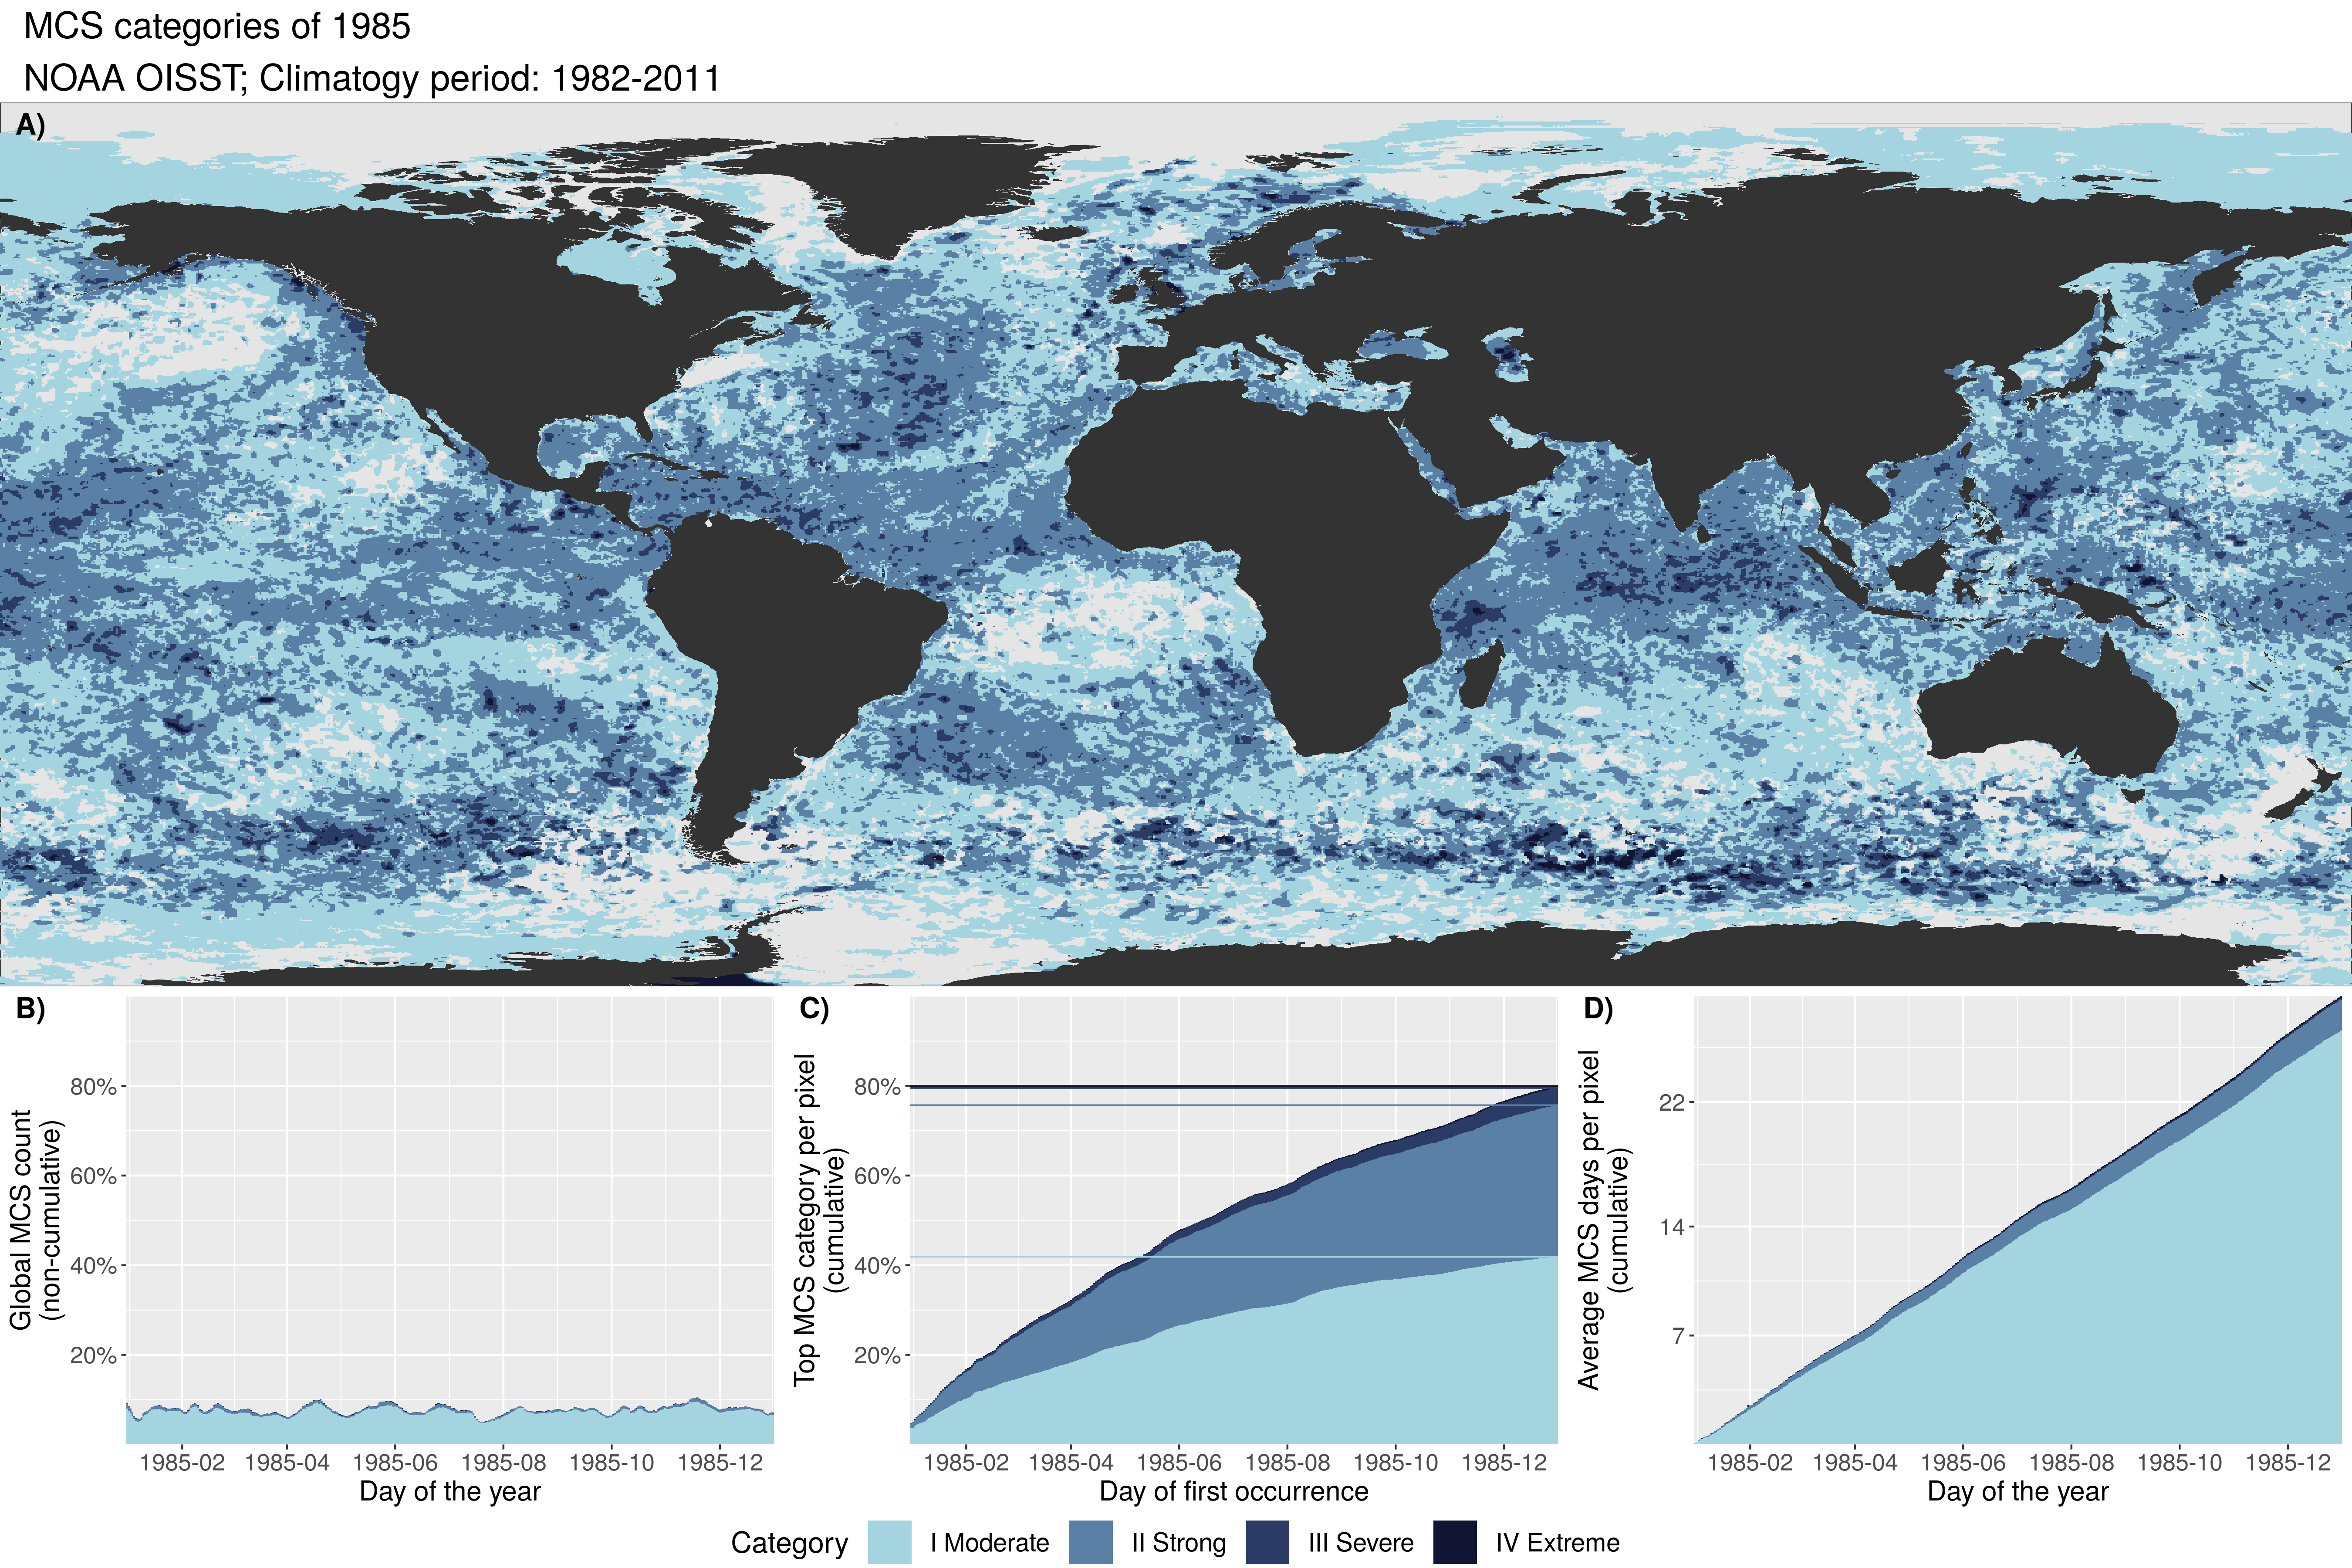 MCS categories of 1985
NOAA OISST; Climatogy period: 1982-2011
A)
B)
Global MCS count
(non-cumulative)
80%
60%
40%
20%
1985-02 1985-04 1985-06 1985-08 1985-10 1985-12
Day of the year
C)
Top MCS category per pixel
(cumulative)
80%
60%
40%
20%
1985-02 1985-04 1985-06 1985-08 1985-10 1985-12
Day of first occurrence
D)
Average MCS days per pixel
(cumulative)
22
14
7
1985-02 1985-04 1985-06 1985-08 1985-10 1985-12
Day of the year
Category I Moderate II Strong III Severe IV Extreme